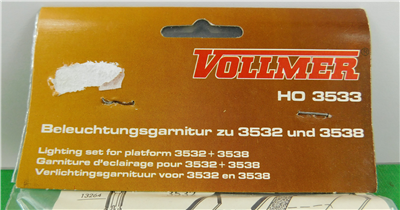 VOLLMER
HO 3533
Beleuchtungsgarnitur zu 3532 und 3538
Lighting set for platform 3532+3538
Garniture d'eclairage pour 3532+3538
Verlichtingsgarnituur voor 3532 en 3538